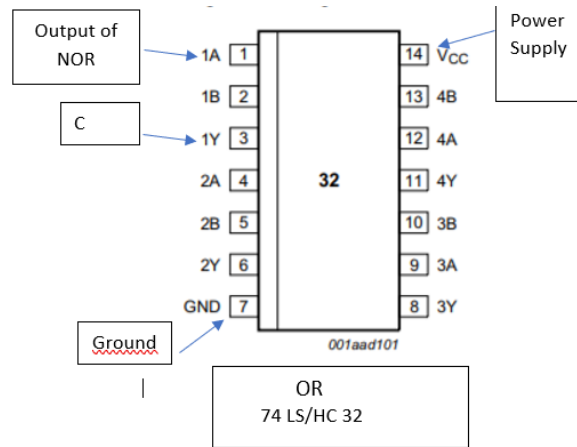 Output of
NOR
Power
Supply
1A 1 14 VCC
1B 2 13 4B
C
1Y 3 12 4A
32
2A 4 11 4Y
2B 5 10 3B
2Y 6 9 3A
GND 7 8 3Y
001aad101
Ground
OR
74 LS/HC 32